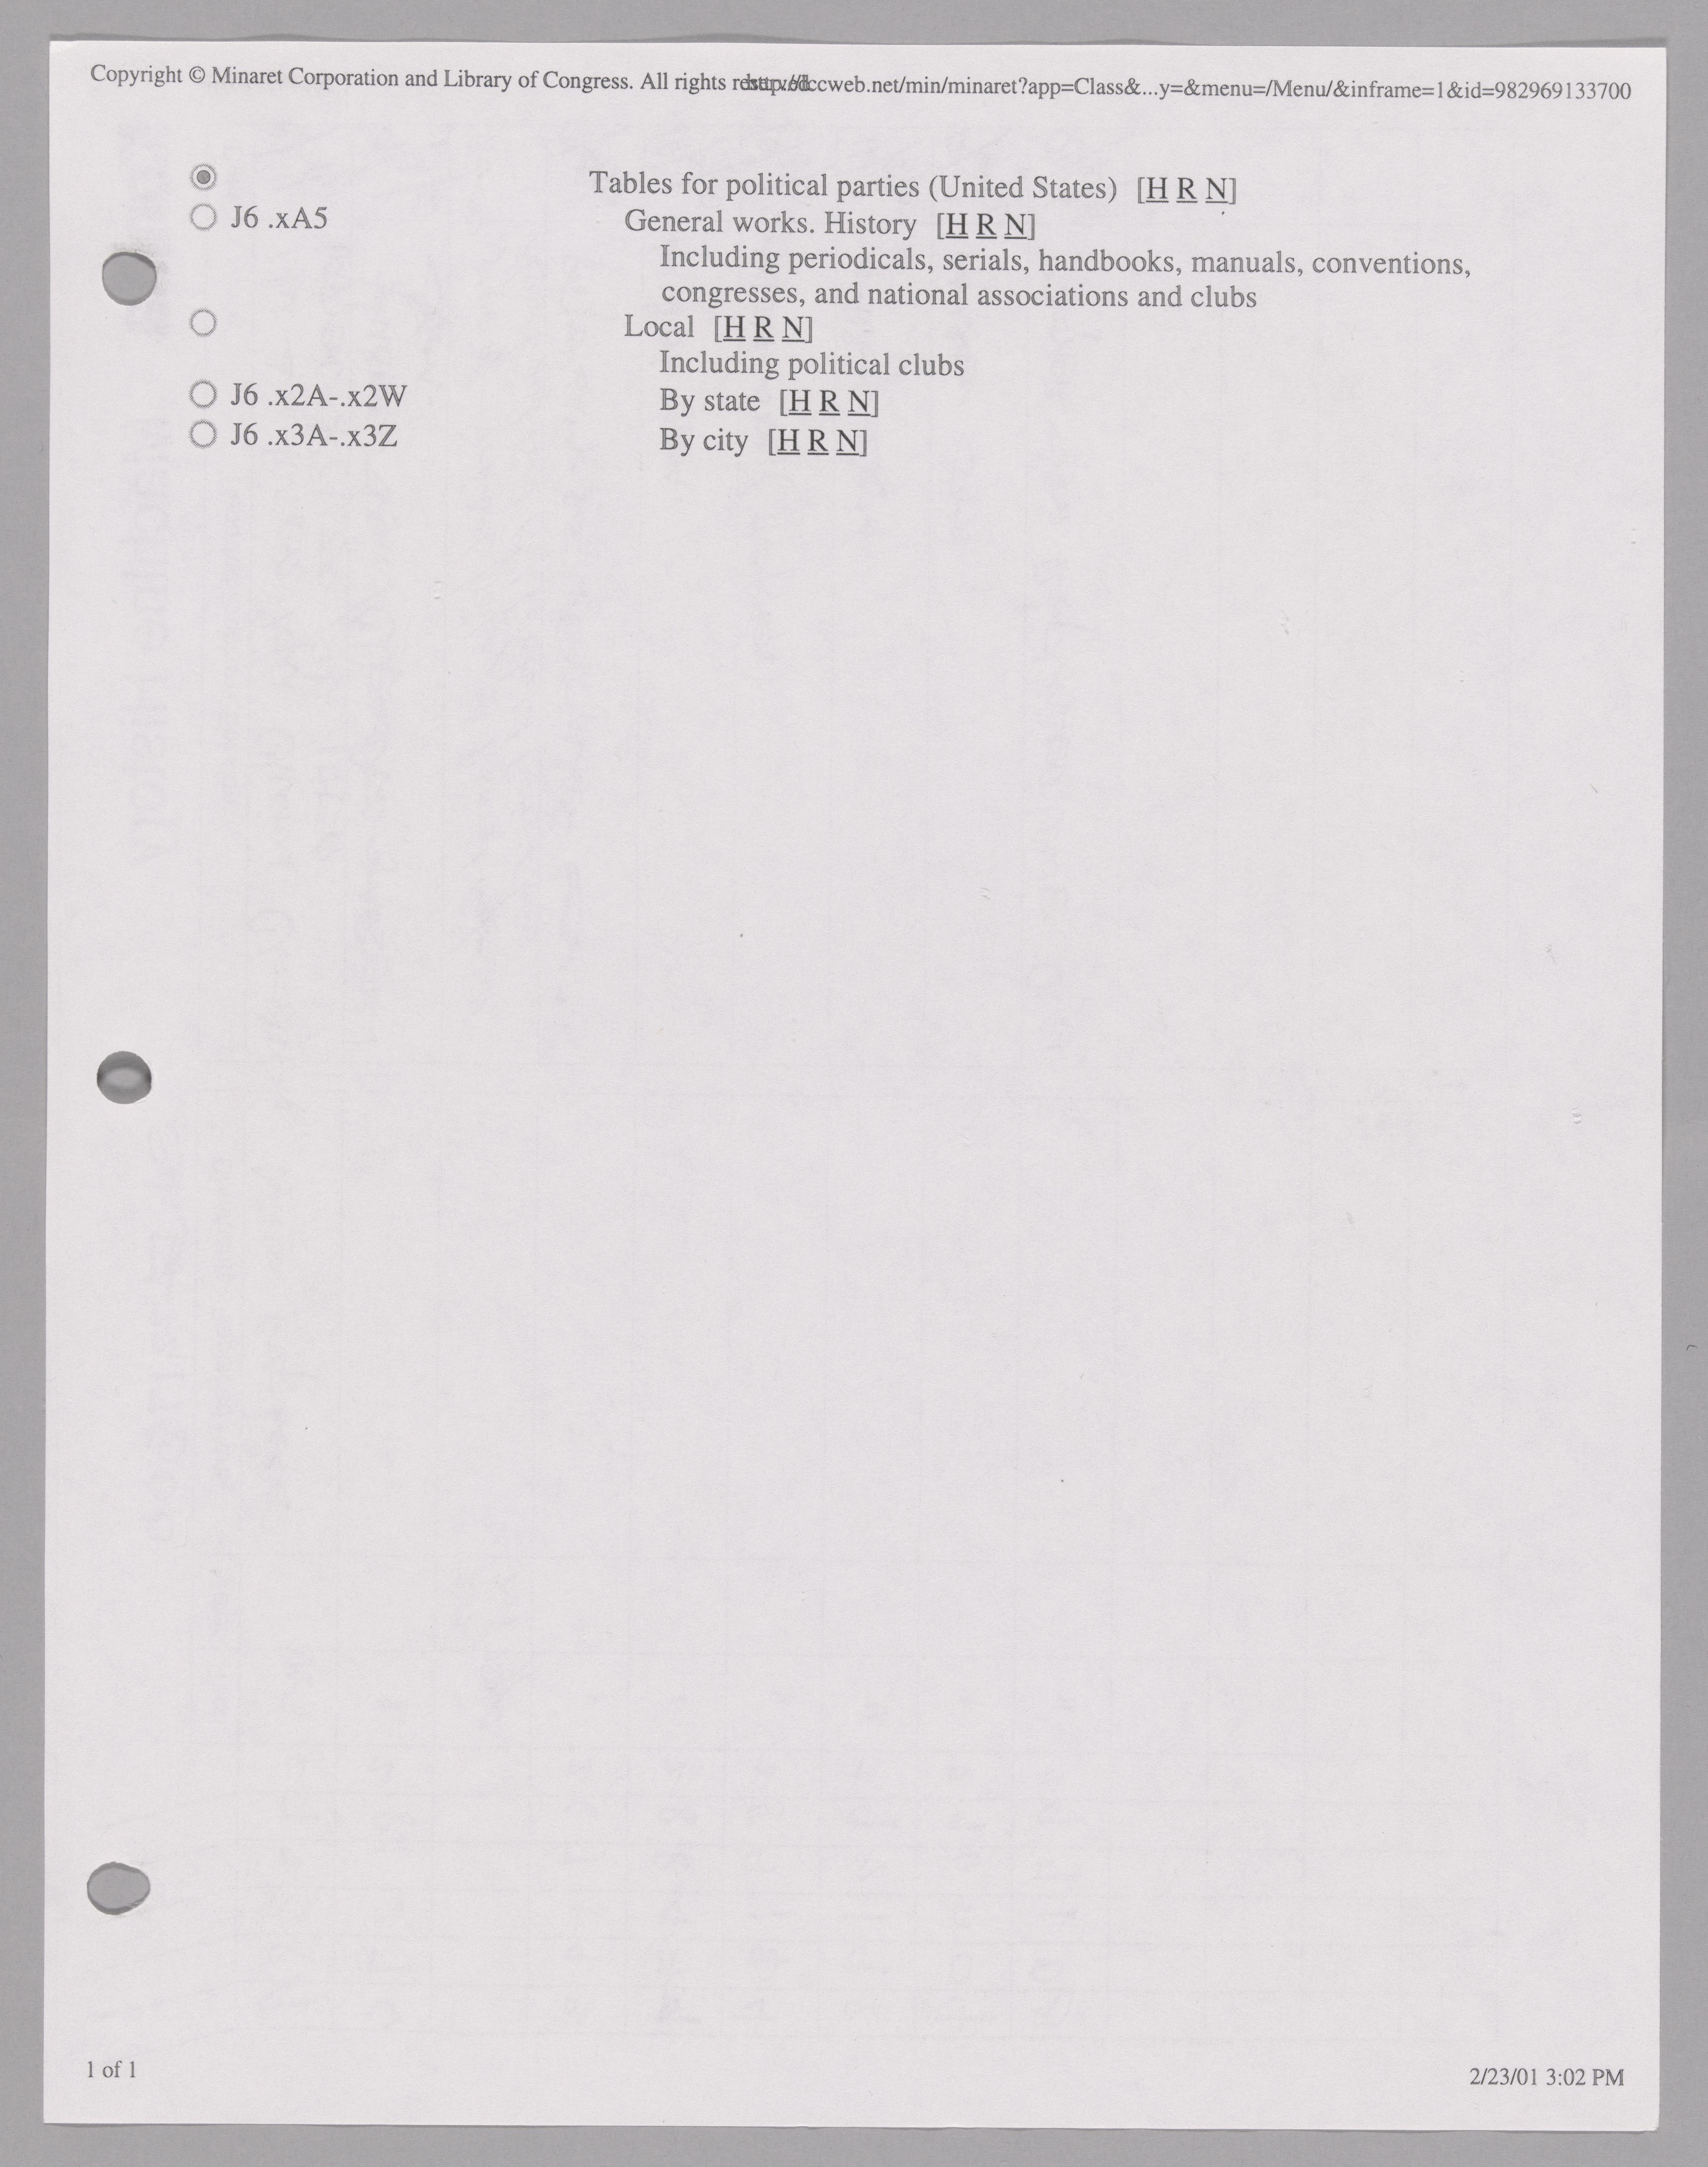 Copyright © Minaret Corporation and Library of Congress. All rights
lccweb.net/min/minaret?app=Class&...y=&menu=/Menu/&inframe=1&id=982969133700
Tables for political parties (United States) [H R N]
J6 .xA5 General works. History [H R N]
Including periodicals, serials, handbooks, manuals, conventions,
congresses, and national associations and clubs
Local [H R N]
Including political clubs
J6 .x2A-.x2W By state [H R N]
J6 .x3A-.x3Z By city [H R N]
1 of 1
2/23/01 3:02 PM